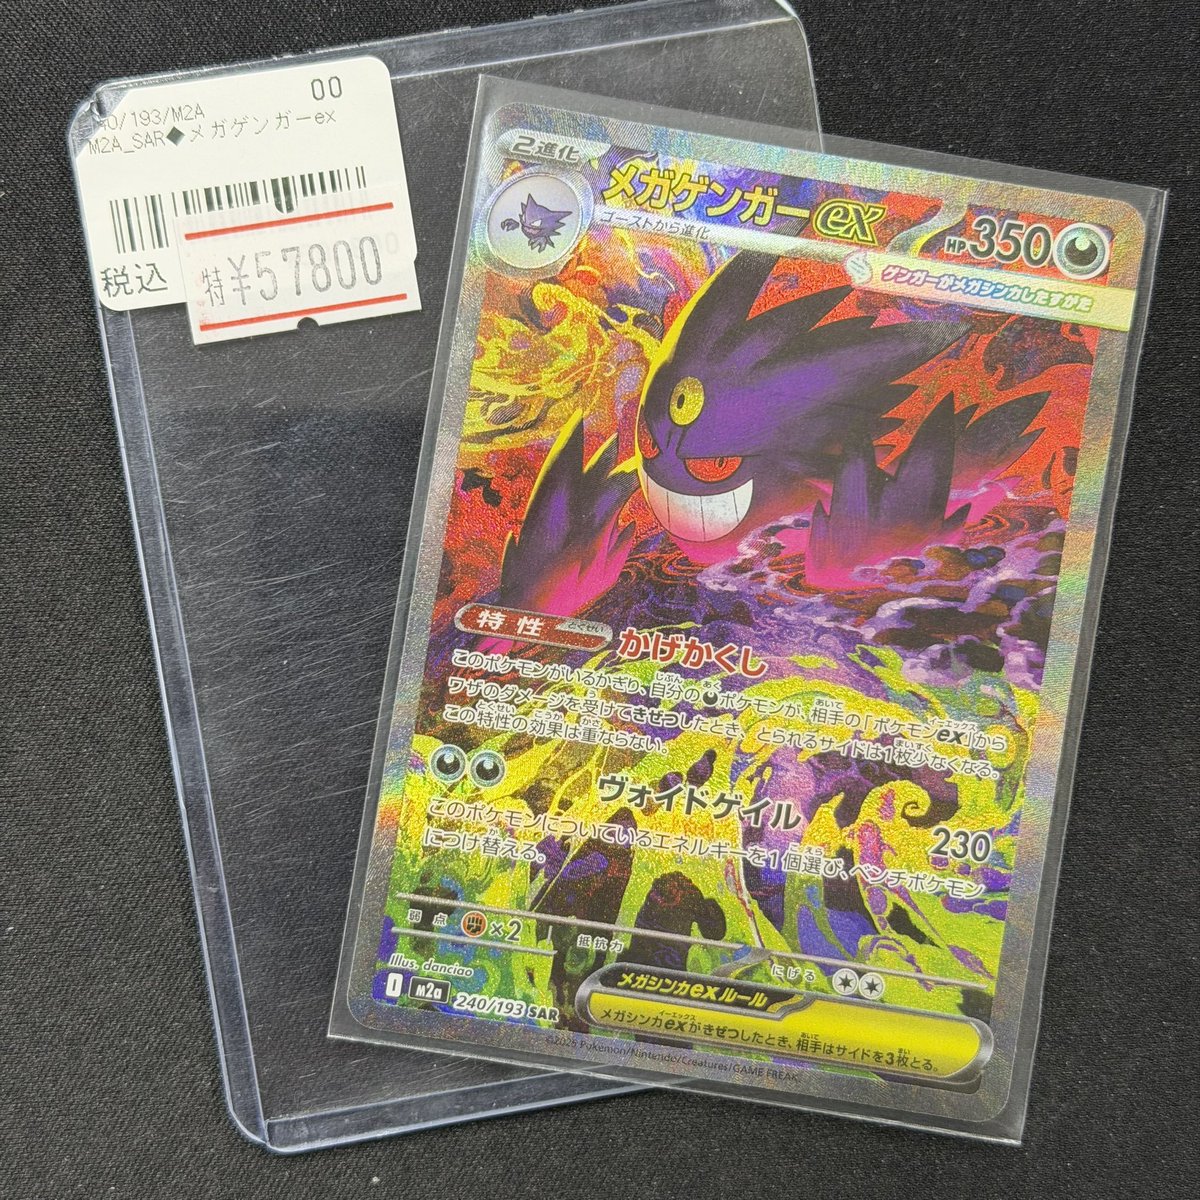 00
40/193/M2A
M2A_SAR◆メガゲンガーex
税込
特¥57800
2進化
メガゲンガーex
ゴーストから進化
HP350
ゲンガーがメガシンカしたすがた
特性 とくせい かげかくし
このポケモンがいるかぎり、自分のポケモンが、相手の「ポケモンex」から
ワザのダメージを受けてきぜつしたとき、とられるサイドは1枚少なくなる。
この特性の効果は重ならない。
ヴォイドゲイル 230
このポケモンについているエネルギーを1個選び、ベンチポケモン
につけ替える。
弱点 ×2 抵抗力 にげる
Illus. danciao
D M2a 240/193 SAR
メガシンカexルール
メガシンカexがきぜつしたとき、相手はサイドを3枚とる。
©2025 Pokémon/Nintendo/Creatures/GAME FREAK